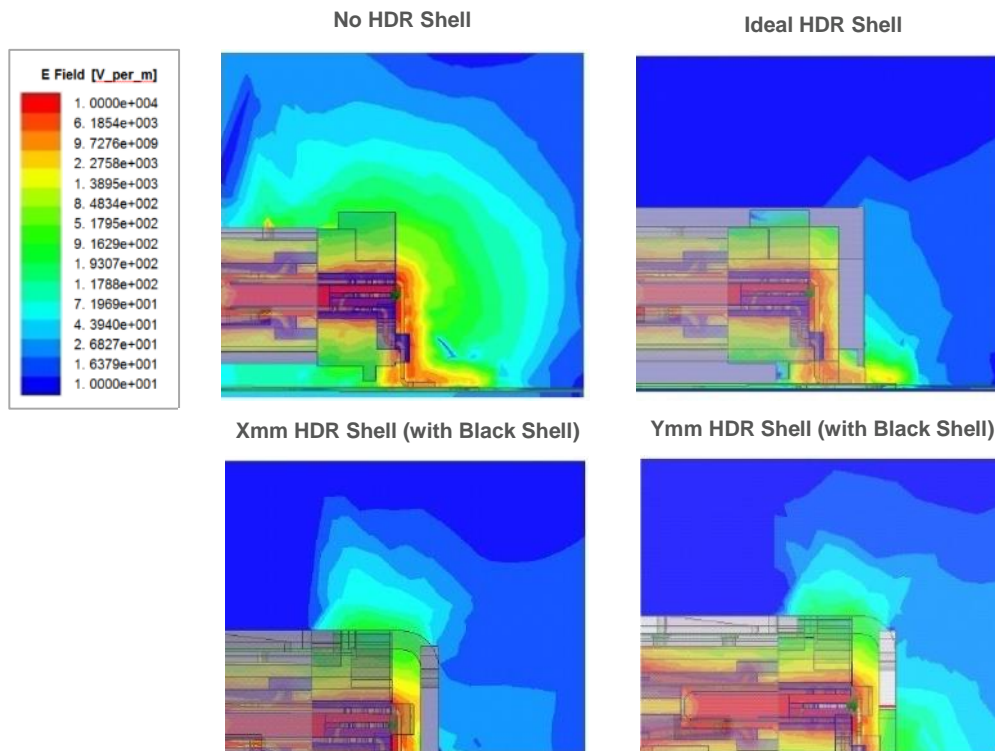 No HDR Shell
Ideal HDR Shell
E Field [V_per_m]
1. 0000e+004
6. 1854e+003
9. 7276e+009
2. 2758e+003
1. 3895e+003
8. 4834e+002
5. 1795e+002
9. 1629e+002
1. 9307e+002
1. 1788e+002
7. 1969e+001
4. 3940e+001
2. 6827e+001
1. 6379e+001
1. 0000e+001
Xmm HDR Shell (with Black Shell)
Ymm HDR Shell (with Black Shell)